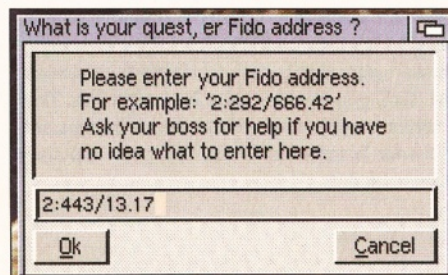 What is your quest, er Fido address ?
Please enter your Fido address.
For example: '2:292/666.42'
Ask your boss for help if you have
no idea what to enter here.
2:443/13.17
Ok
Cancel